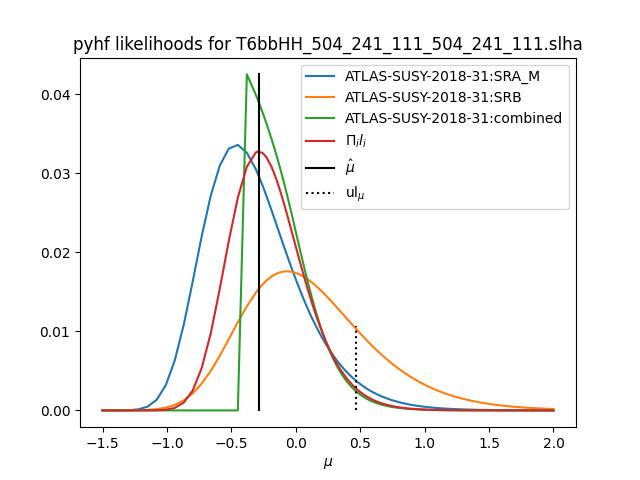 pyhf likelihoods for T6bbHH_504_241_111_504_241_111.slha
ATLAS-SUSY-2018-31:SRA_M
ATLAS-SUSY-2018-31:SRB
ATLAS-SUSY-2018-31:combined
Π_i l_i
μ̂
ul_μ
0.04
0.03
0.02
0.01
0.00
−1.5 −1.0 −0.5 0.0 0.5 1.0 1.5 2.0
μ